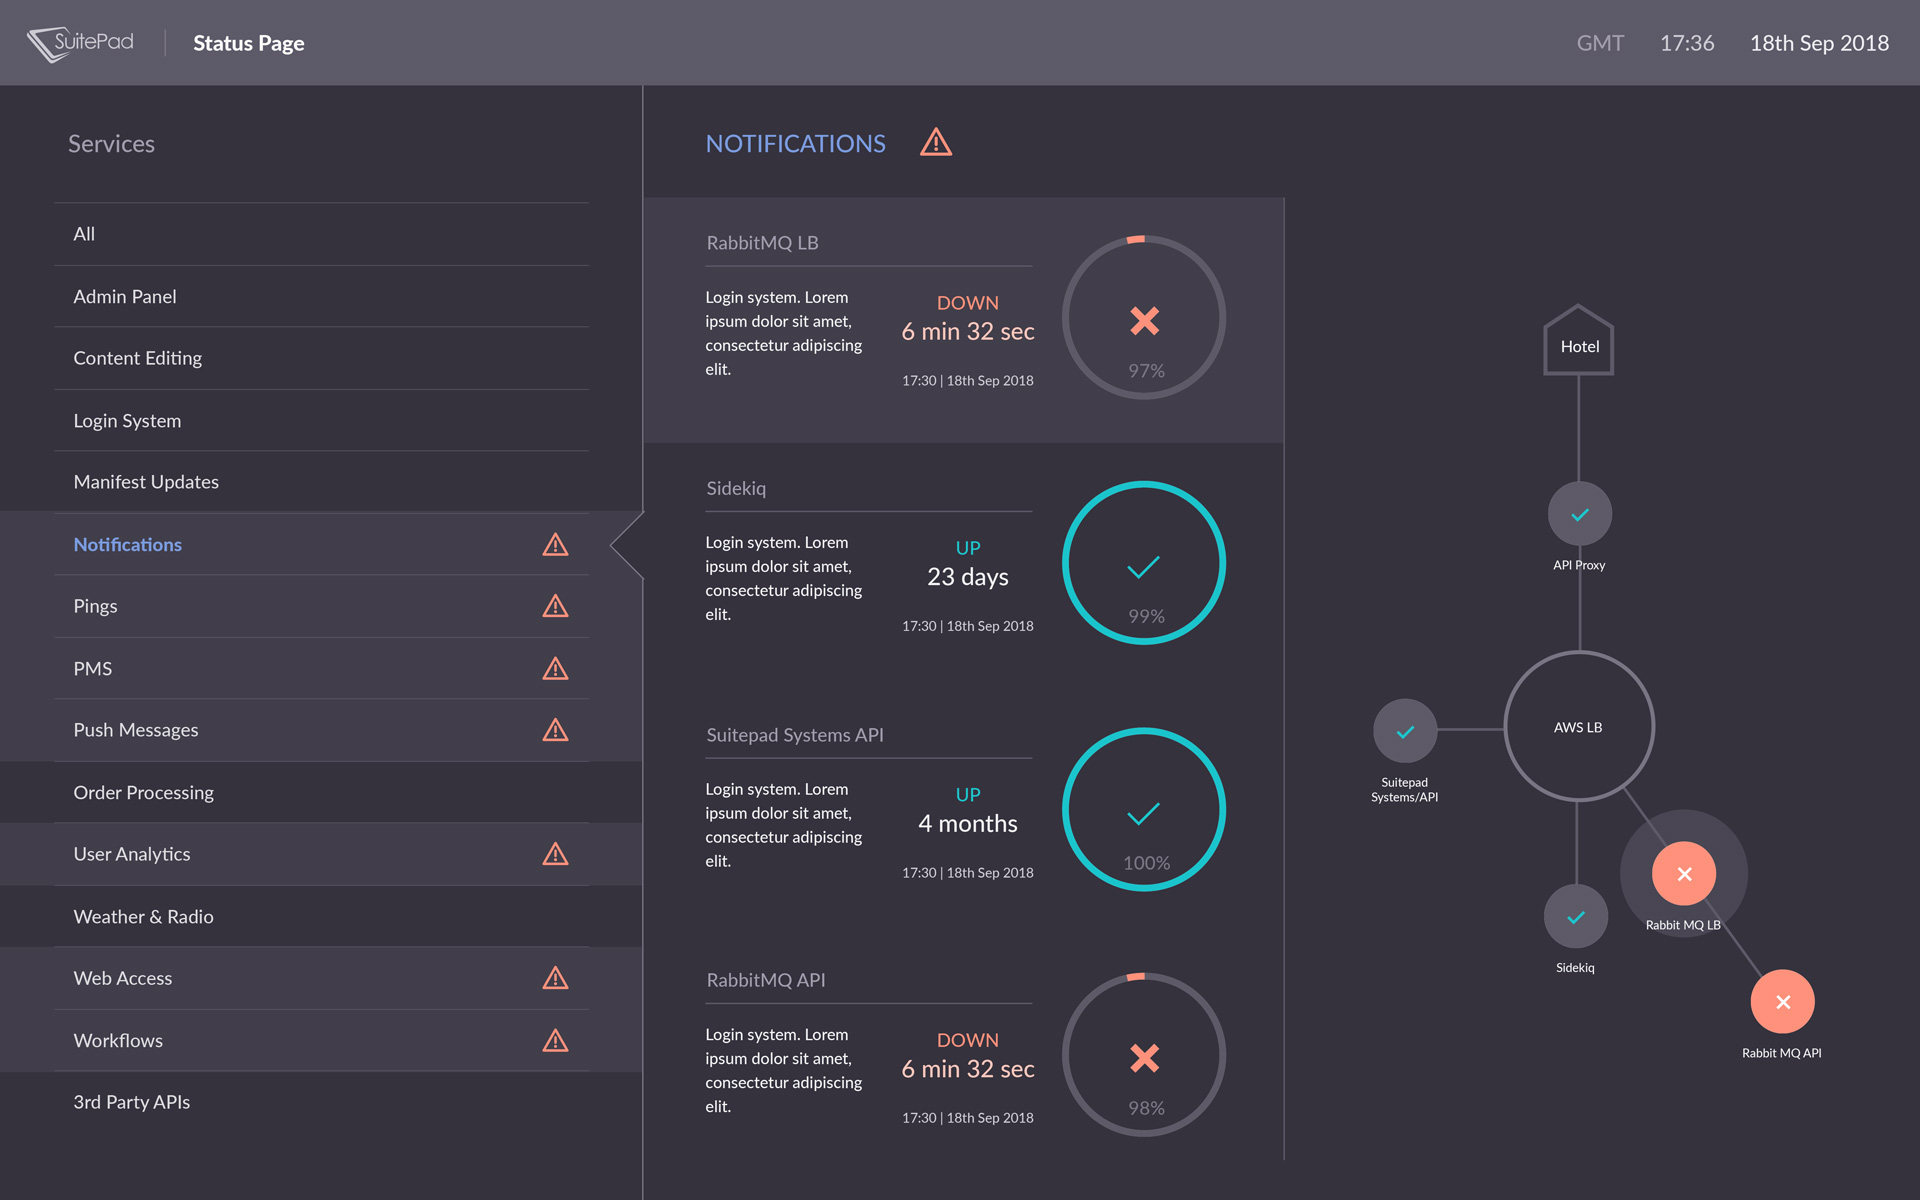 SuitePad
Status Page
GMT 17:36 18th Sep 2018
Services
All
Admin Panel
Content Editing
Login System
Manifest Updates
Notifications
Pings
PMS
Push Messages
Order Processing
User Analytics
Weather & Radio
Web Access
Workflows
3rd Party APIs
NOTIFICATIONS
RabbitMQ LB
Login system. Lorem
ipsum dolor sit amet,
consectetur adipiscing
elit.
DOWN
6 min 32 sec
17:30 | 18th Sep 2018
97%
Sidekiq
Login system. Lorem
ipsum dolor sit amet,
consectetur adipiscing
elit.
UP
23 days
17:30 | 18th Sep 2018
99%
Suitepad Systems API
Login system. Lorem
ipsum dolor sit amet,
consectetur adipiscing
elit.
UP
4 months
17:30 | 18th Sep 2018
100%
RabbitMQ API
Login system. Lorem
ipsum dolor sit amet,
consectetur adipiscing
elit.
DOWN
6 min 32 sec
17:30 | 18th Sep 2018
98%
Hotel
API Proxy
AWS LB
Suitepad
Systems/API
Rabbit MQ LB
Sidekiq
Rabbit MQ API